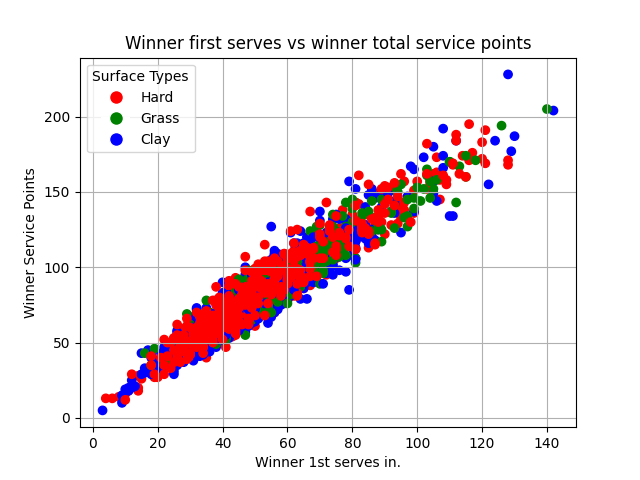 Winner first serves vs winner total service points
Surface Types
Hard
Grass
Clay
Winner Service Points
200
150
100
50
0
0 20 40 60 80 100 120 140
Winner 1st serves in.